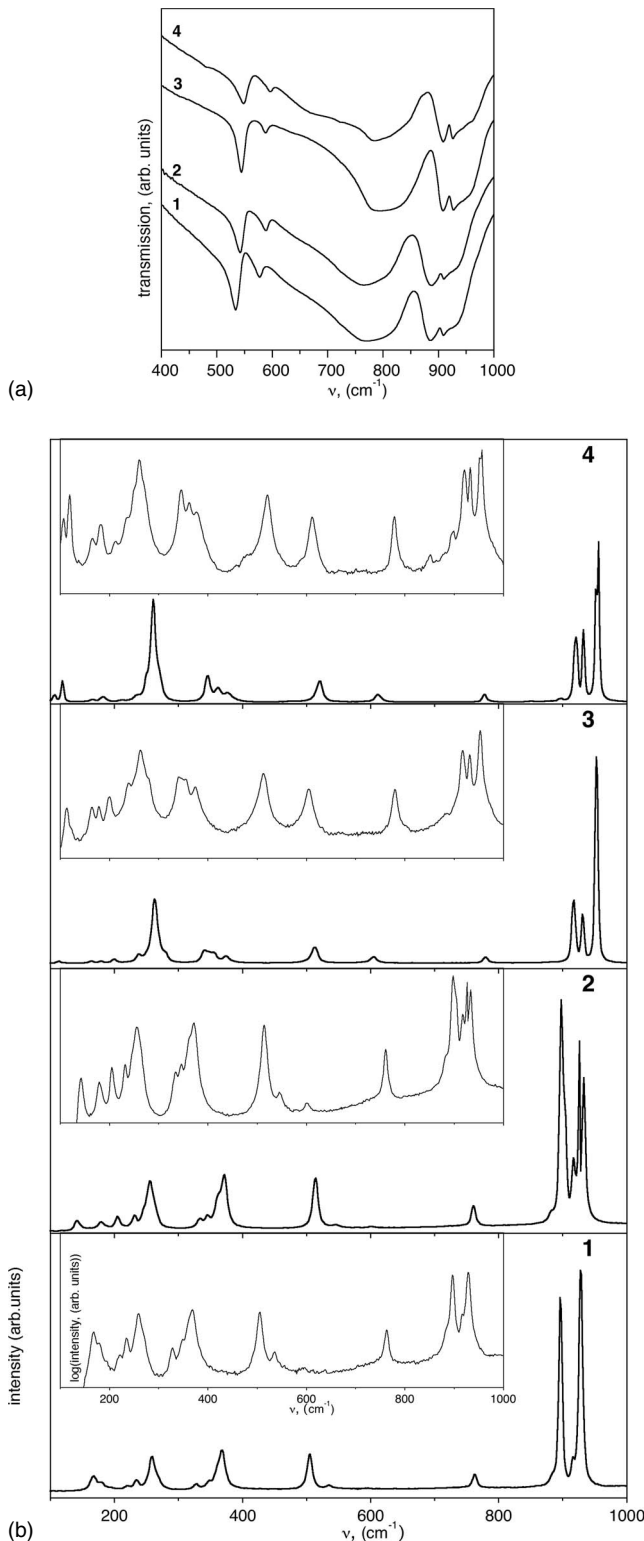 4
3
2
1
transmission, (arb. units)
400 500 600 700 800 900 1000
ν, (cm⁻¹)
(a)
4
3
2
1
log(intensity, (arb. units))
200 400 600 800 1000
ν, (cm⁻¹)
intensity (arb.units)
200 400 600 800 1000
ν, (cm⁻¹)
(b)